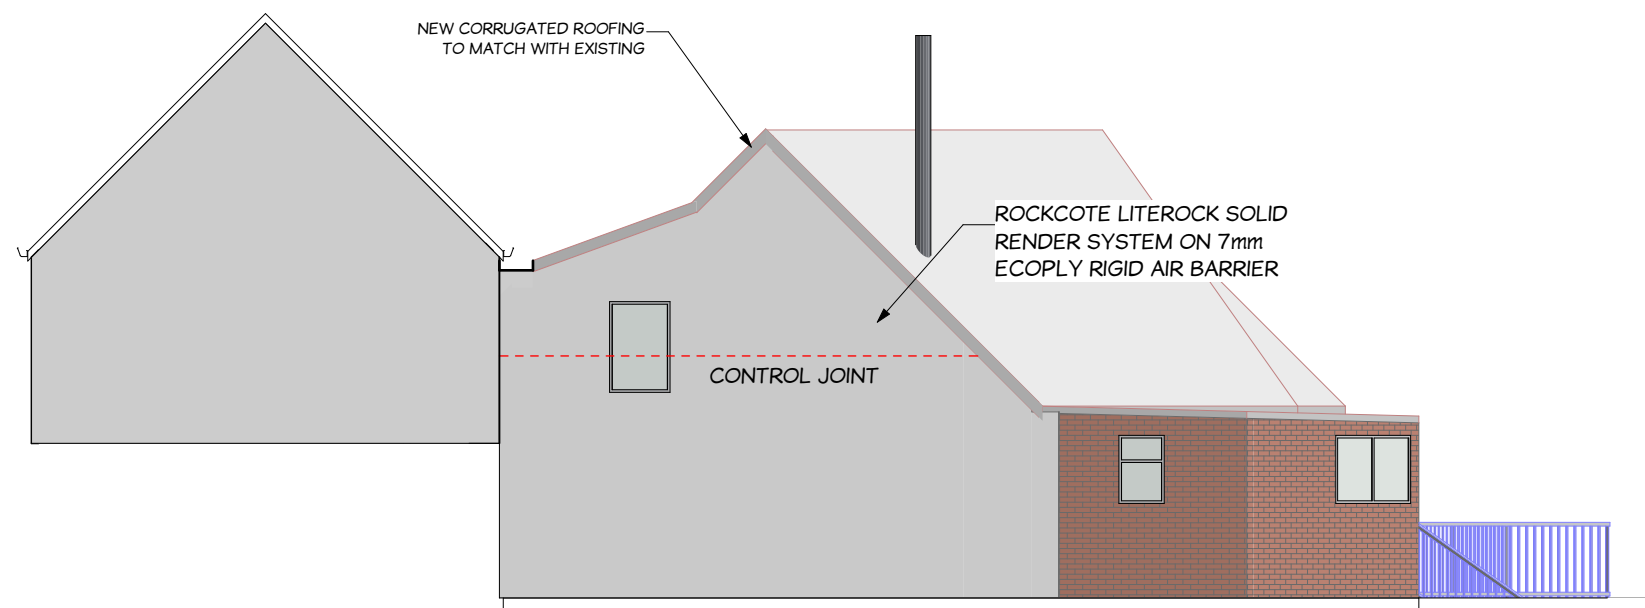 NEW CORRUGATED ROOFING
TO MATCH WITH EXISTING
ROCKCOTE LITEROCK SOLID
RENDER SYSTEM ON 7mm
ECOPLY RIGID AIR BARRIER
CONTROL JOINT